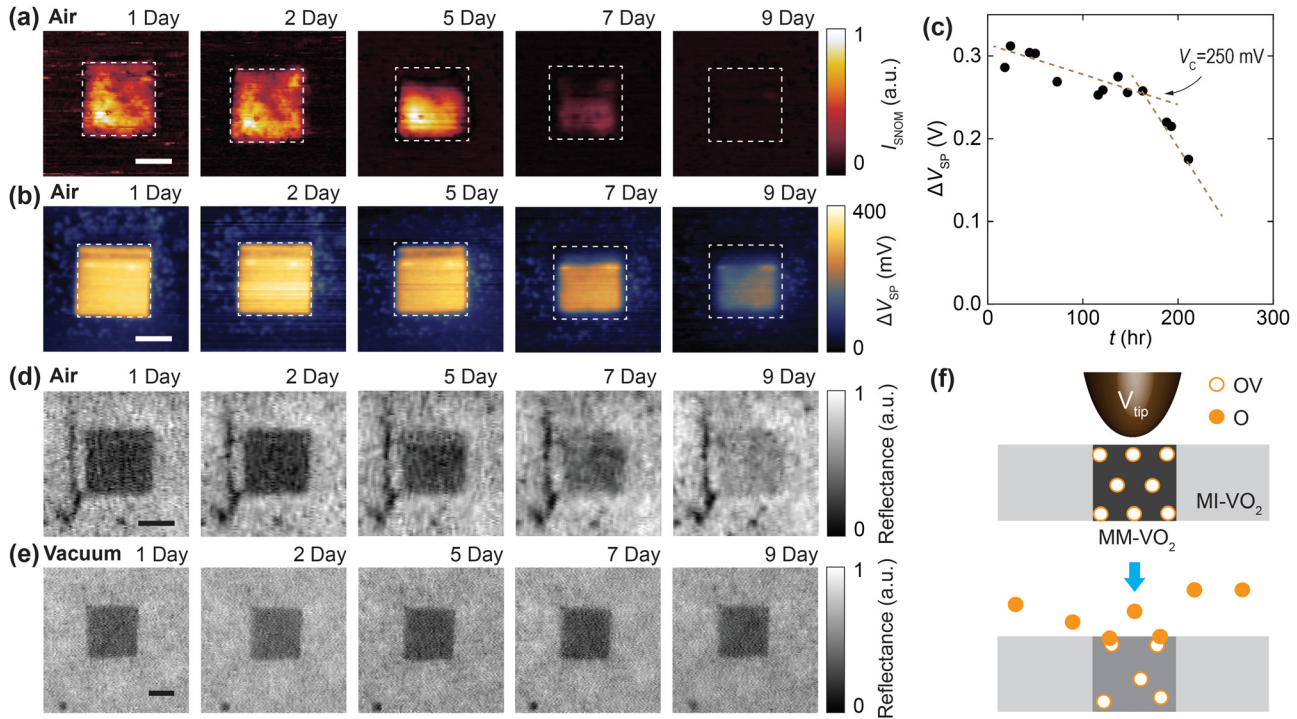 (a) Air 1 Day 2 Day 5 Day 7 Day 9 Day
1
I_SNOM (a.u.)
0
(b) Air 1 Day 2 Day 5 Day 7 Day 9 Day
400
ΔV_SP (mV)
0
(c)
0.3
0.2
0.1
0.0
ΔV_SP (V)
V_C=250 mV
0 100 200 300
t (hr)
(d) Air 1 Day 2 Day 5 Day 7 Day 9 Day
1
Reflectance (a.u.)
0
(e) Vacuum 1 Day 2 Day 5 Day 7 Day 9 Day
1
Reflectance (a.u.)
0
(f)
V_tip
OV
O
MI-VO₂
MM-VO₂